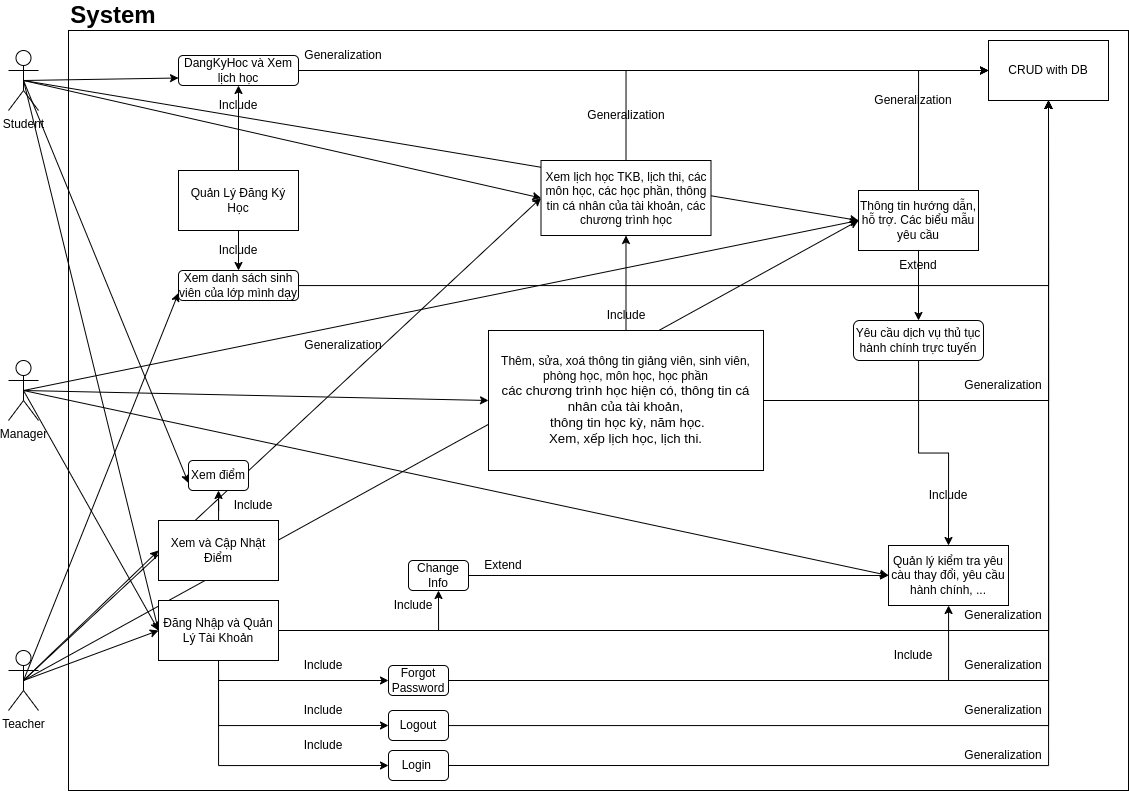 System
DangKyHoc và Xem
lịch học
Generalization
CRUD with DB
Include
Generalization
Generalization
Student
Xem lịch học TKB, lịch thi, các
môn học, các học phần, thông
tin cá nhân của tài khoản, các
chương trình học
Quản Lý Đăng Ký
Học
Thông tin hướng dẫn,
hỗ trợ. Các biểu mẫu
yêu cầu
Include
Extend
Xem danh sách sinh
viên của lớp mình dạy
Include
Generalization
Yêu cầu dịch vụ thủ tục
hành chính trực tuyến
Thêm, sửa, xoá thông tin giảng viên, sinh viên,
phòng học, môn học, học phần
các chương trình học hiện có, thông tin cá
nhân của tài khoản,
thông tin học kỳ, năm học.
Xem, xếp lịch học, lịch thi.
Generalization
Manager
Xem điểm
Include
Include
Xem và Cập Nhật
Điểm
Change
Info
Extend
Quản lý kiểm tra yêu
cầu thay đổi, yêu cầu
hành chính, ...
Include
Generalization
Đăng Nhập và Quản
Lý Tài Khoản
Include
Include
Forgot
Password
Generalization
Include
Logout
Generalization
Teacher
Include
Login
Generalization